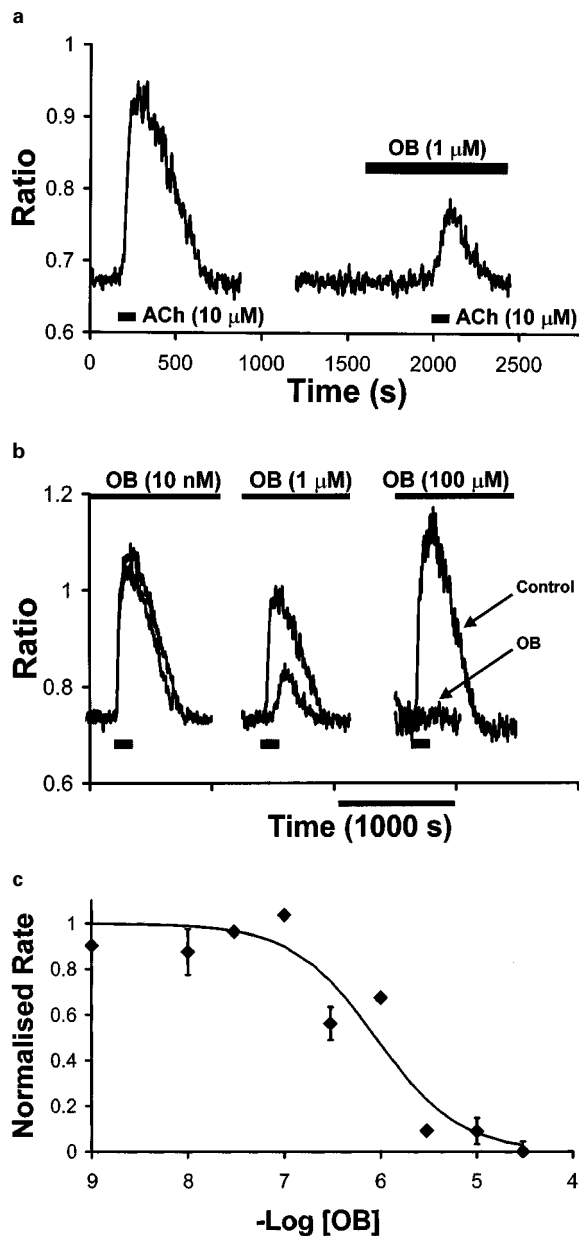 a
1
0.9
0.8
0.7
0.6
Ratio
OB (1 µM)
ACh (10 µM)
ACh (10 µM)
0 500 1000 1500 2000 2500
Time (s)
b
OB (10 nM) OB (1 µM) OB (100 µM)
1.2
1
0.8
0.6
Ratio
Control
OB
Time (1000 s)
c
1
0.8
0.6
0.4
0.2
0
Normalised Rate
9 8 7 6 5 4
-Log [OB]